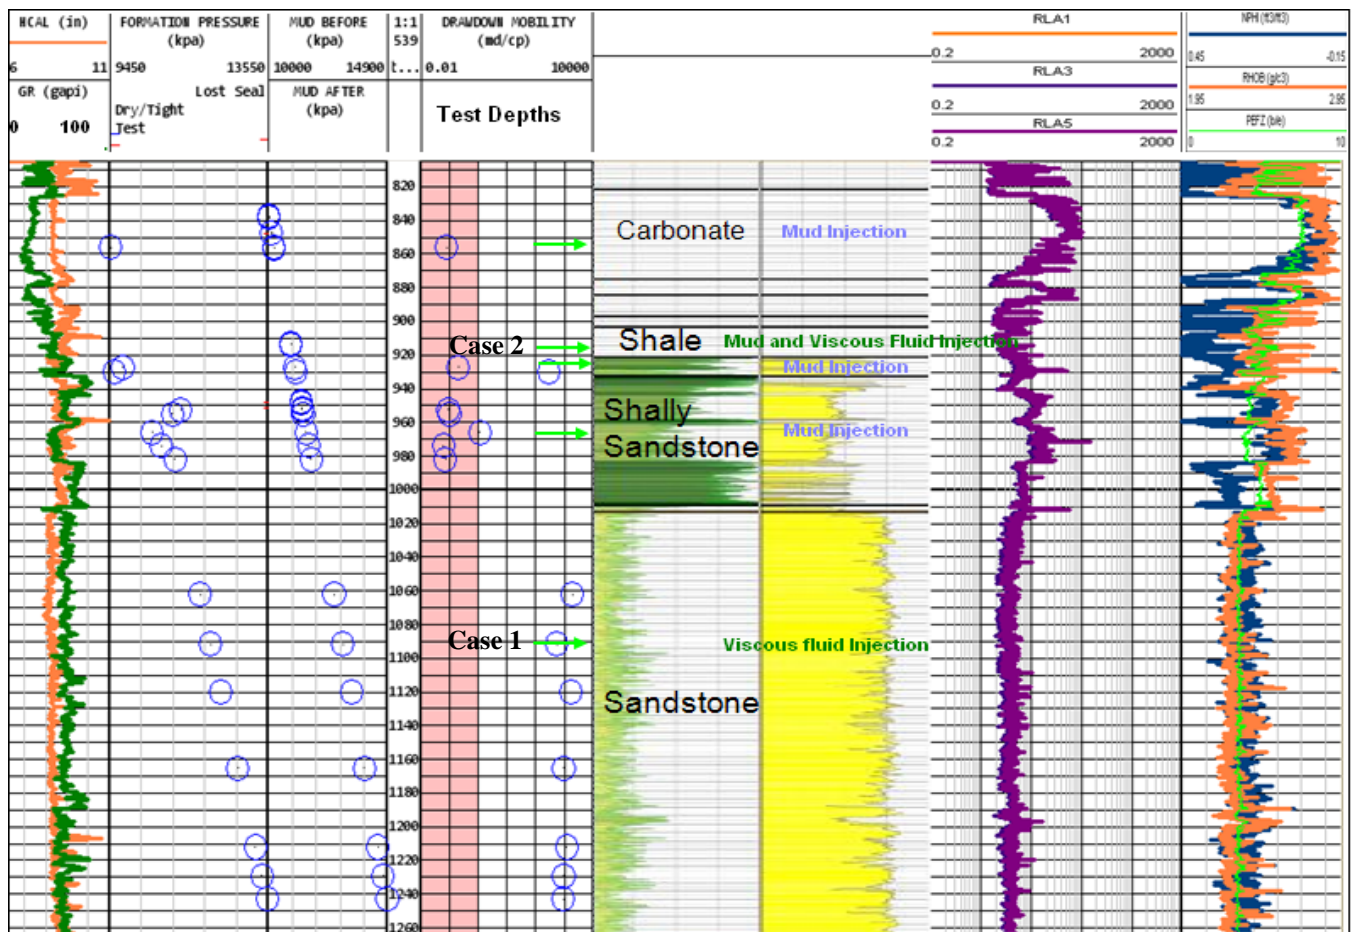 HCAL (in)
6 11
GR (gapi)
0 100
FORMATION PRESSURE
(kpa)
9450 13550
Lost Seal
Dry/Tight
Test
MUD BEFORE
(kpa)
10000 14900
MUD AFTER
(kpa)
1:1
539
t...
DRAWDOWN MOBILITY
(md/cp)
0.01 10000
Test Depths
RLA1
0.2 2000
RLA3
0.2 2000
RLA5
0.2 2000
NPH (ft3/ft3)
0.45 -0.15
RHOB (g/c3)
1.95 2.95
PEFZ (b/e)
0 10
820
840
860
880
900
920
940
960
980
1000
1020
1040
1060
1080
1100
1120
1140
1160
1180
1200
1220
1240
1260
Carbonate
Mud Injection
Case 2
Shale
Mud and Viscous Fluid Injection
Mud Injection
Shally
Sandstone
Mud Injection
Case 1
Viscous fluid Injection
Sandstone